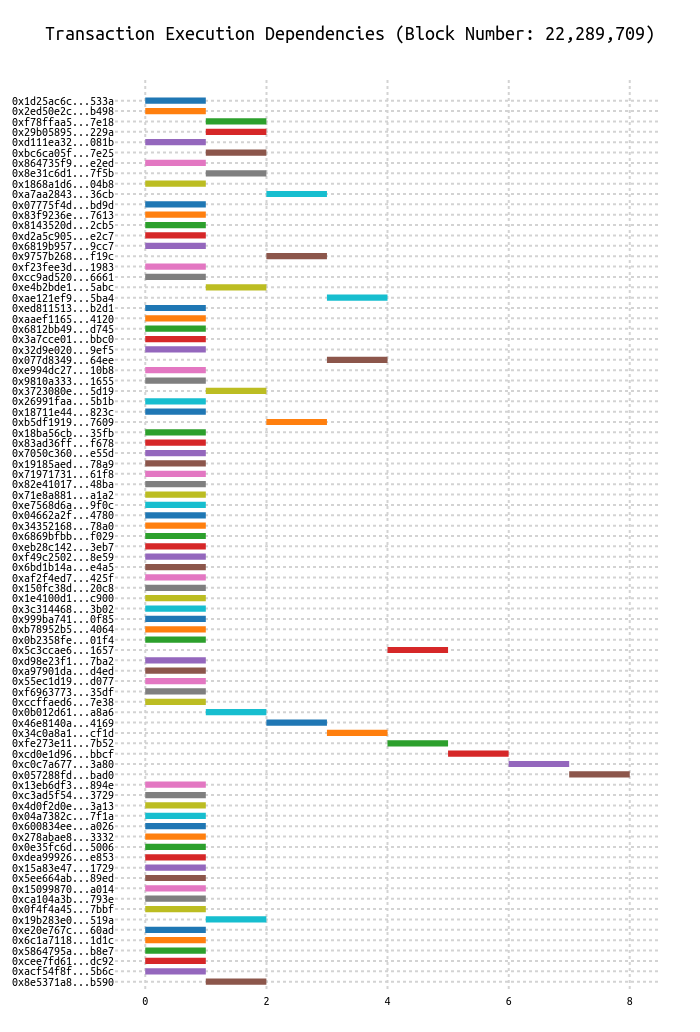 Transaction Execution Dependencies (Block Number: 22,289,709)
0x1d25ac6c...533a
0x2ed50e2c...b498
0xf78ffaa5...7e18
0x29b05895...229a
0xd111ea32...081b
0xbc6ca05f...7e25
0x864735f9...e2ed
0x8e31c6d1...7f5b
0x1868a1d6...04b8
0xa7aa2843...36cb
0x07775f4d...bd9d
0x83f9236e...7613
0x8143520d...2cb5
0xd2a5c905...e2c7
0x6819b957...9cc7
0x9757b268...f19c
0xf23fee3d...1983
0xcc9ad520...6661
0xe4b2bde1...5abc
0xae121ef9...5ba4
0xed811513...b2d1
0xaaef1165...4120
0x6812bb49...d745
0x3a7cce01...bbc0
0x32d9e020...9ef5
0x077d8349...64ee
0xe994dc27...10b8
0x9810a333...1655
0x3723080e...5d19
0x26991faa...5b1b
0x18711e44...823c
0xb5df1919...7609
0x18ba56cb...35fb
0x83ad36ff...f678
0x7050c360...e55d
0x19185aed...78a9
0x71971731...61f8
0x82e41017...48ba
0x71e8a881...a1a2
0xe7568d6a...9f0c
0x04662a2f...4780
0x34352168...78a0
0x6869bfbb...f029
0xeb28c142...3eb7
0xf49c2502...8e59
0x6bd1b14a...e4a5
0xaf2f4ed7...425f
0x150fc38d...20c8
0x1e4100d1...c900
0x3c314468...3b02
0x999ba741...0f85
0xb78952b5...4064
0x0b2358fe...01f4
0x5c3ccae6...1657
0xd98e23f1...7ba2
0xa97901da...d4ed
0x55ec1d19...d077
0xf6963773...35df
0xccffaed6...7e38
0x0b012d61...a8a6
0x46e8140a...4169
0x34c0a8a1...cf1d
0xfe273e11...7b52
0xcd0e1d96...bbcf
0xc0c7a677...3a80
0x057288fd...bad0
0x13eb6df3...894e
0xc3ad5f54...3729
0x4d0f2d0e...3a13
0x04a7382c...7f1a
0x600834ee...a026
0x278abae8...3332
0x0e35fc6d...5006
0xdea99926...e853
0x15a83e47...1729
0x5ee664ab...89ed
0x15099870...a014
0xca104a3b...793e
0x0f4f4a45...7bbf
0x19b283e0...519a
0xe20e767c...60ad
0x6c1a7118...1d1c
0x5864795a...b8e7
0xcee7fd61...dc92
0xacf54f8f...5b6c
0x8e5371a8...b590
0 2 4 6 8